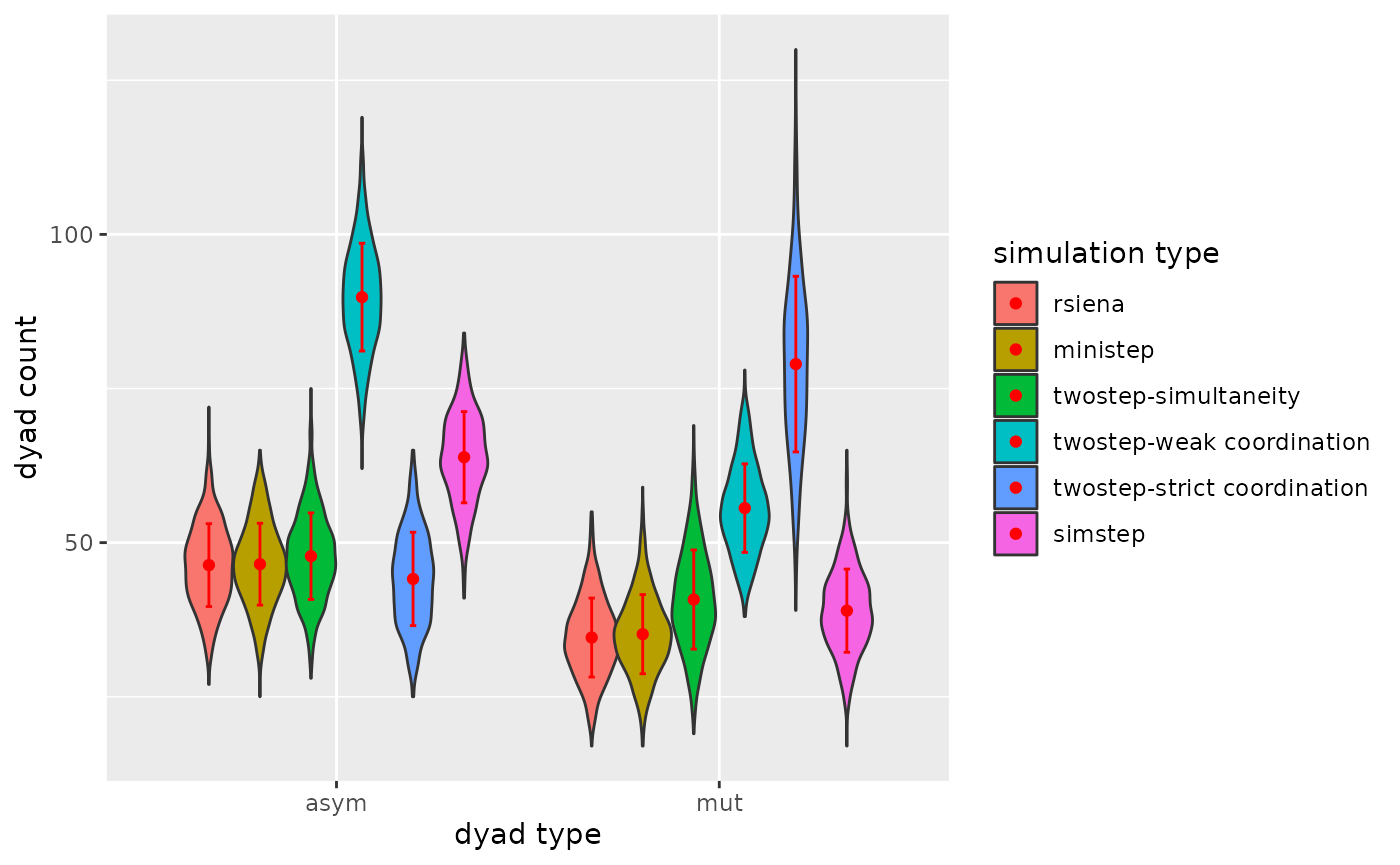 dyad count
100
50
asym
mut
dyad type
simulation type
rsiena
ministep
twostep-simultaneity
twostep-weak coordination
twostep-strict coordination
simstep